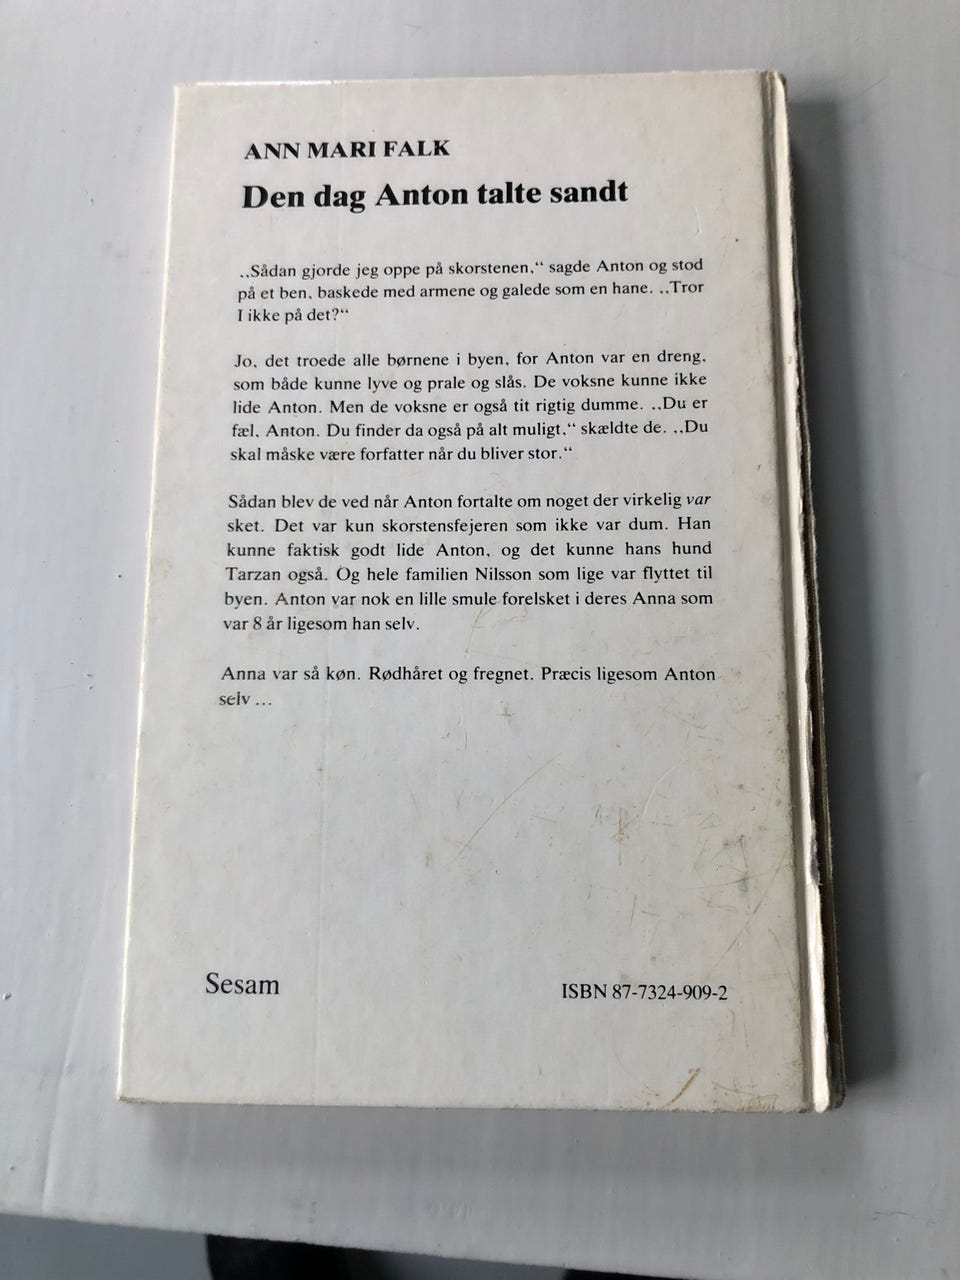 ANN MARI FALK
Den dag Anton talte sandt
„Sådan gjorde jeg oppe på skorstenen,“ sagde Anton og stod
på et ben, baskede med armene og galede som en hane. „Tror
I ikke på det?“
Jo, det troede alle børnene i byen, for Anton var en dreng,
som både kunne lyve og prale og slås. De voksne kunne ikke
lide Anton. Men de voksne er også tit rigtig dumme. „Du er
fæl, Anton. Du finder da også på alt muligt,“ skældte de. „Du
skal måske være forfatter når du bliver stor.“
Sådan blev de ved når Anton fortalte om noget der virkelig var
sket. Det var kun skorstensfejeren som ikke var dum. Han
kunne faktisk godt lide Anton, og det kunne hans hund
Tarzan også. Og hele familien Nilsson som lige var flyttet til
byen. Anton var nok en lille smule forelsket i deres Anna som
var 8 år ligesom han selv.
Anna var så køn. Rødhåret og fregnet. Præcis ligesom Anton
selv ...
Sesam
ISBN 87-7324-909-2